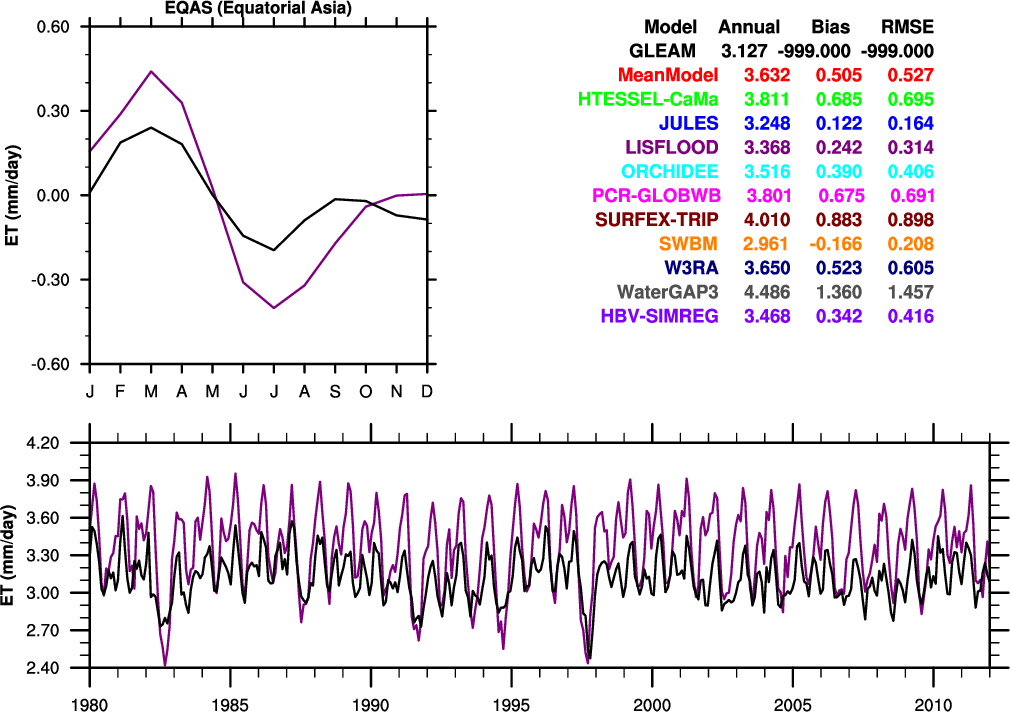 EQAS (Equatorial Asia)
ET (mm/day)
0.60
0.30
0.00
-0.30
-0.60
J F M A M J J A S O N D
Model Annual Bias RMSE
GLEAM 3.127 -999.000 -999.000
MeanModel 3.632 0.505 0.527
HTESSEL-CaMa 3.811 0.685 0.695
JULES 3.248 0.122 0.164
LISFLOOD 3.368 0.242 0.314
ORCHIDEE 3.516 0.390 0.406
PCR-GLOBWB 3.801 0.675 0.691
SURFEX-TRIP 4.010 0.883 0.898
SWBM 2.961 -0.166 0.208
W3RA 3.650 0.523 0.605
WaterGAP3 4.486 1.360 1.457
HBV-SIMREG 3.468 0.342 0.416
ET (mm/day)
4.20
3.90
3.60
3.30
3.00
2.70
2.40
1980 1985 1990 1995 2000 2005 2010